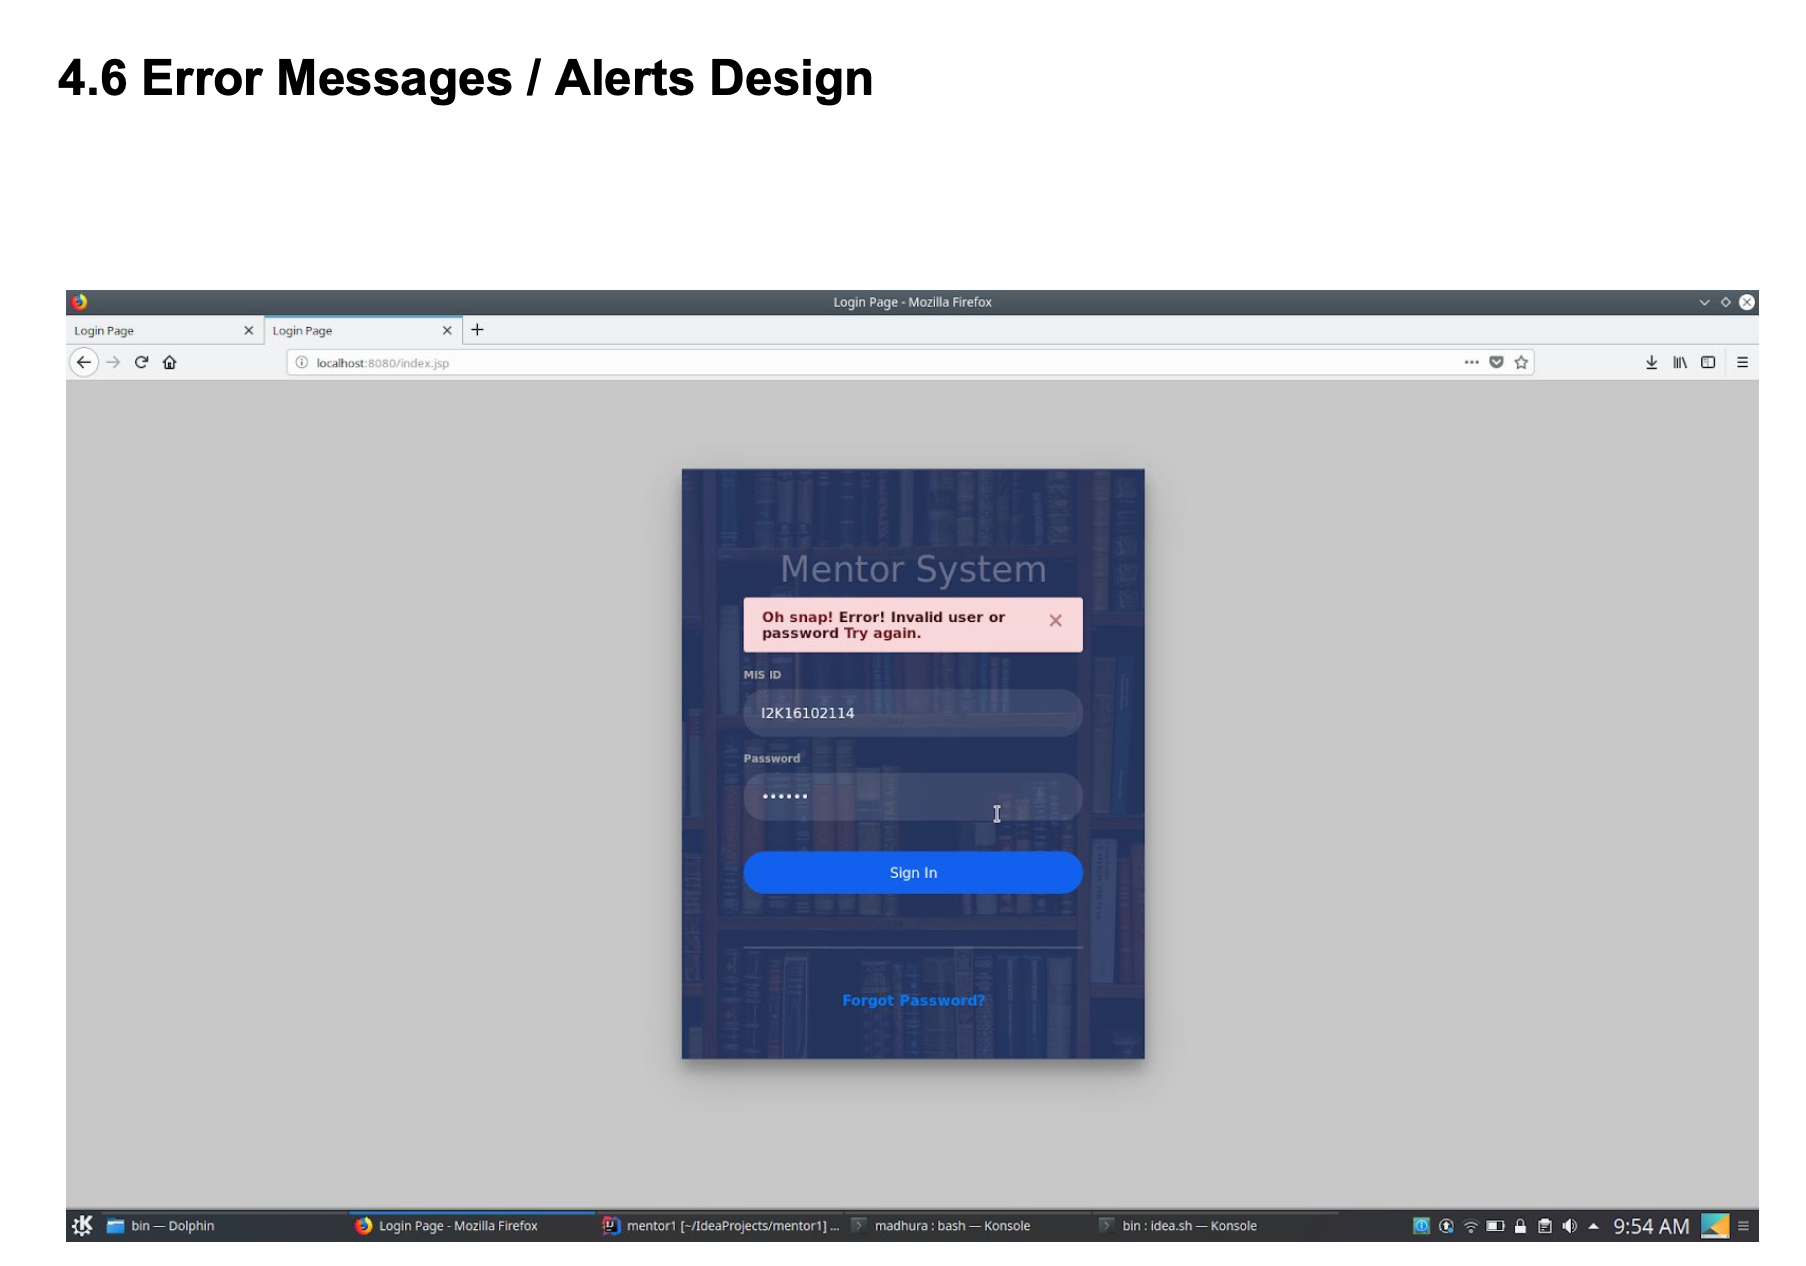 4.6 Error Messages / Alerts Design
Login Page - Mozilla Firefox
Login Page
Login Page
localhost:8080/index.jsp
Mentor System
Oh snap! Error! Invalid user or
password Try again.
MIS ID
I2K16102114
Password
••••••
Sign In
Forgot Password?
bin — Dolphin
Login Page - Mozilla Firefox
mentor1 [~/IdeaProjects/mentor1] ...
madhura : bash — Konsole
bin : idea.sh — Konsole
9:54 AM